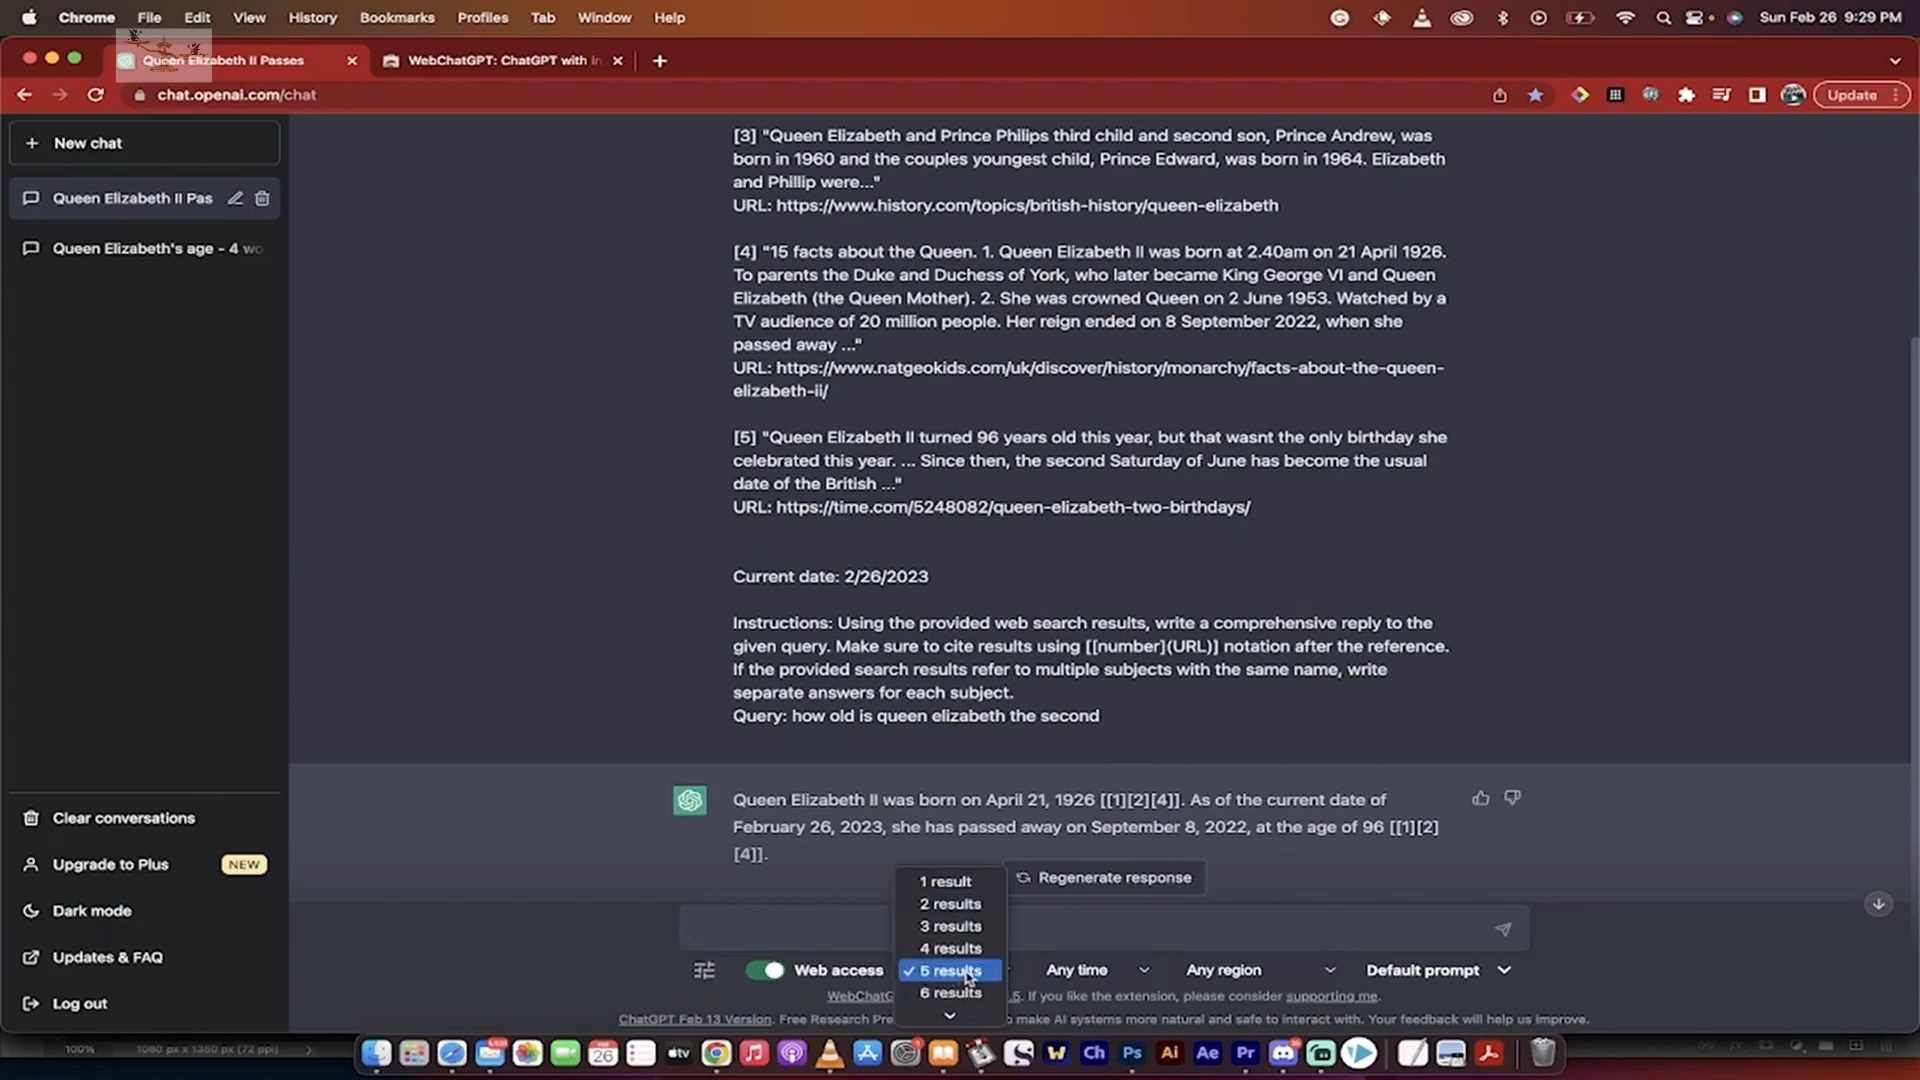 Chrome File Edit View History Bookmarks Profiles Tab Window Help Sun Feb 26 9:29 PM
Queen Elizabeth II Passes WebChatGPT: ChatGPT with in
chat.openai.com/chat Update
New chat
Queen Elizabeth II Pas
Queen Elizabeth's age - 4 wo
[3] "Queen Elizabeth and Prince Philips third child and second son, Prince Andrew, was
born in 1960 and the couples youngest child, Prince Edward, was born in 1964. Elizabeth
and Phillip were..."
URL: https://www.history.com/topics/british-history/queen-elizabeth
[4] "15 facts about the Queen. 1. Queen Elizabeth II was born at 2.40am on 21 April 1926.
To parents the Duke and Duchess of York, who later became King George VI and Queen
Elizabeth (the Queen Mother). 2. She was crowned Queen on 2 June 1953. Watched by a
TV audience of 20 million people. Her reign ended on 8 September 2022, when she
passed away ..."
URL: https://www.natgeokids.com/uk/discover/history/monarchy/facts-about-the-queen-
elizabeth-ii/
[5] "Queen Elizabeth II turned 96 years old this year, but that wasnt the only birthday she
celebrated this year. ... Since then, the second Saturday of June has become the usual
date of the British ..."
URL: https://time.com/5248082/queen-elizabeth-two-birthdays/
Current date: 2/26/2023
Instructions: Using the provided web search results, write a comprehensive reply to the
given query. Make sure to cite results using [[number](URL)] notation after the reference.
If the provided search results refer to multiple subjects with the same name, write
separate answers for each subject.
Query: how old is queen elizabeth the second
Queen Elizabeth II was born on April 21, 1926 [[1][2][4]]. As of the current date of
February 26, 2023, she has passed away on September 8, 2022, at the age of 96 [[1][2]
[4]].
Regenerate response
1 result
2 results
3 results
4 results
5 results
6 results
Web access Any time Any region Default prompt
WebChatG .5. If you like the extension, please consider supporting me.
ChatGPT Feb 13 Version. Free Research Pre o make AI systems more natural and safe to interact with. Your feedback will help us improve.
Clear conversations
Upgrade to Plus NEW
Dark mode
Updates & FAQ
Log out
100% 1080 px x 1350 px (72 ppi)
26 tv W Ch Ps Ai Ae Pr